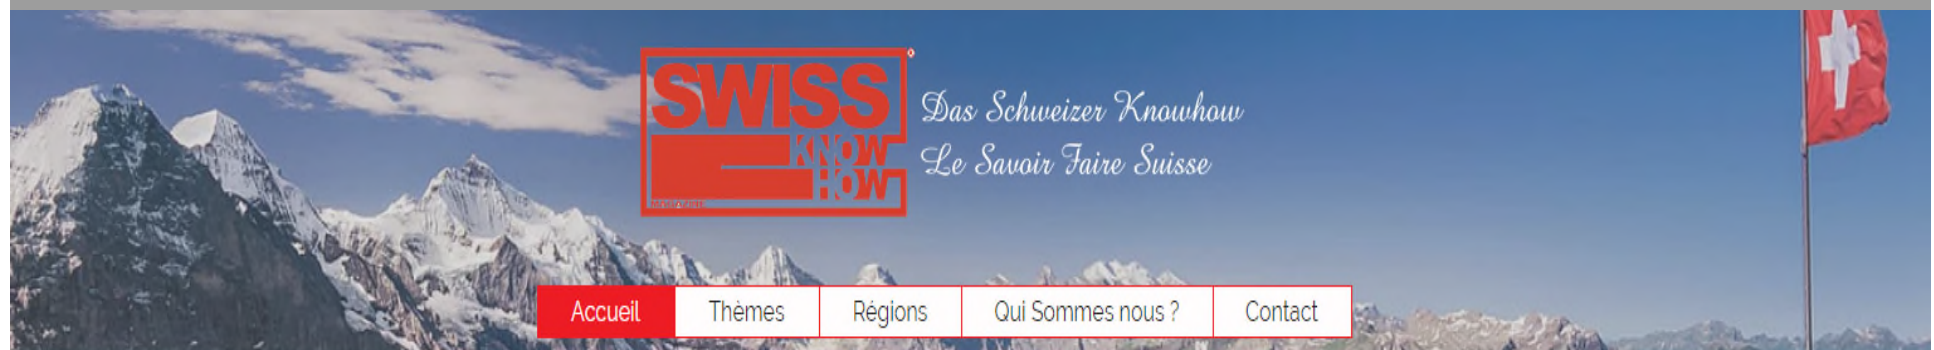 SWISS
KNOW
HOW
Das Schweizer Knowhow
Le Savoir Faire Suisse
Accueil
Thèmes
Régions
Qui Sommes nous ?
Contact